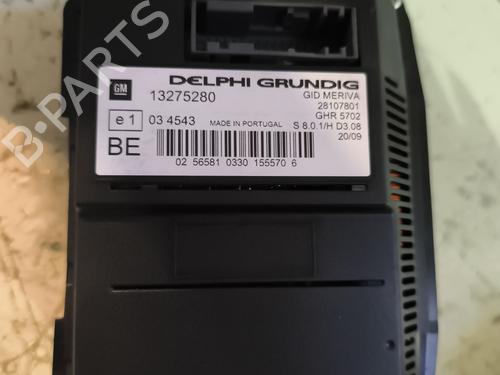 B-PARTS
DELPHI GRUNDIG
GM 13275280 GID MERIVA
28107801
GHR 5702
e1 03 4543 MADE IN PORTUGAL S 8.0.1/H D3.08
BE 20/09
02 56581 0330 155570 6